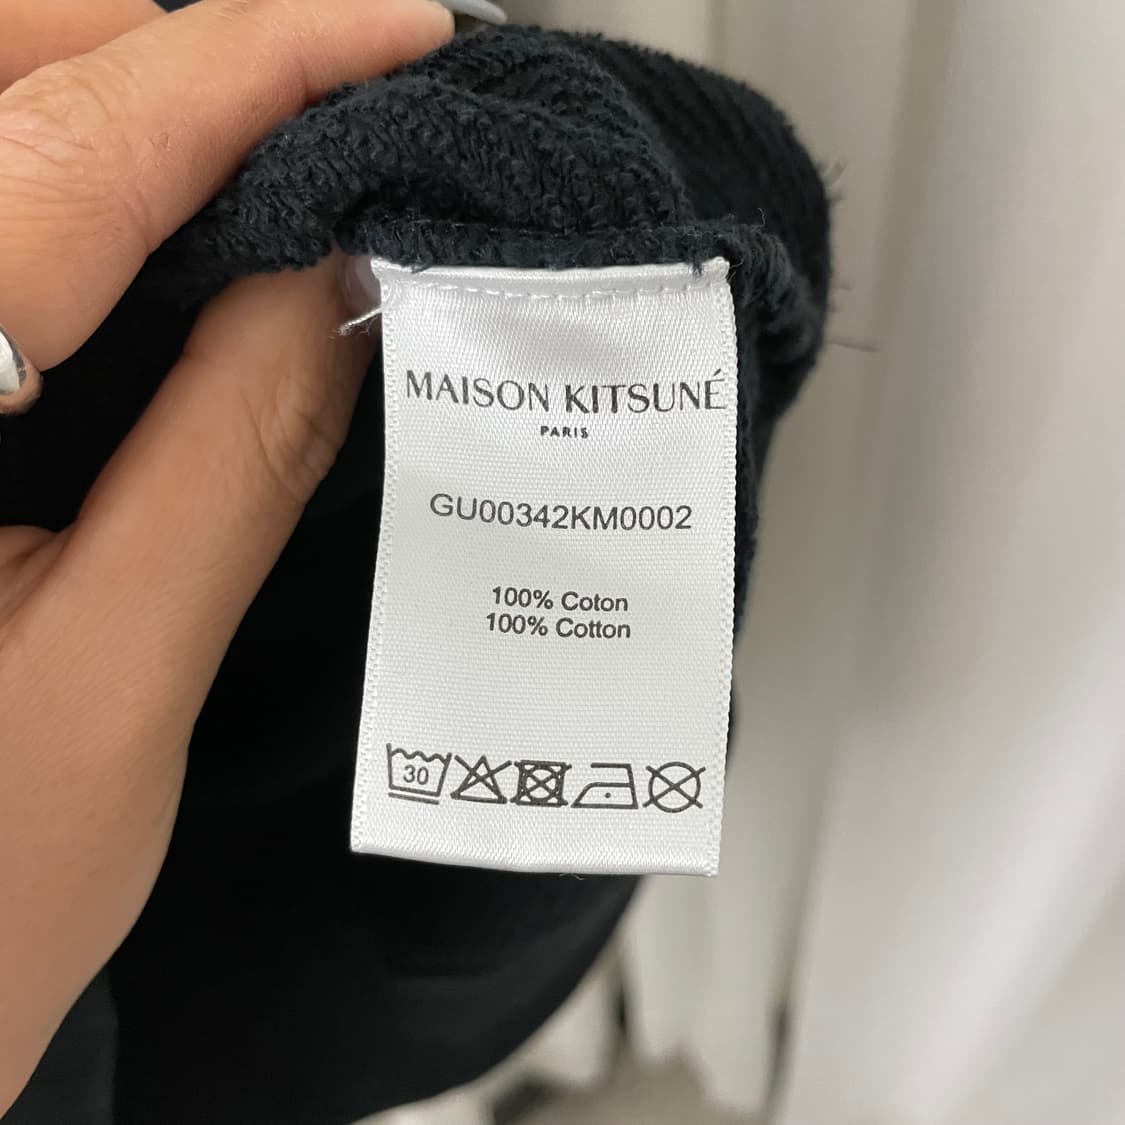 MAISON KITSUNÉ
PARIS
GU00342KM0002
100% Coton
100% Cotton
30